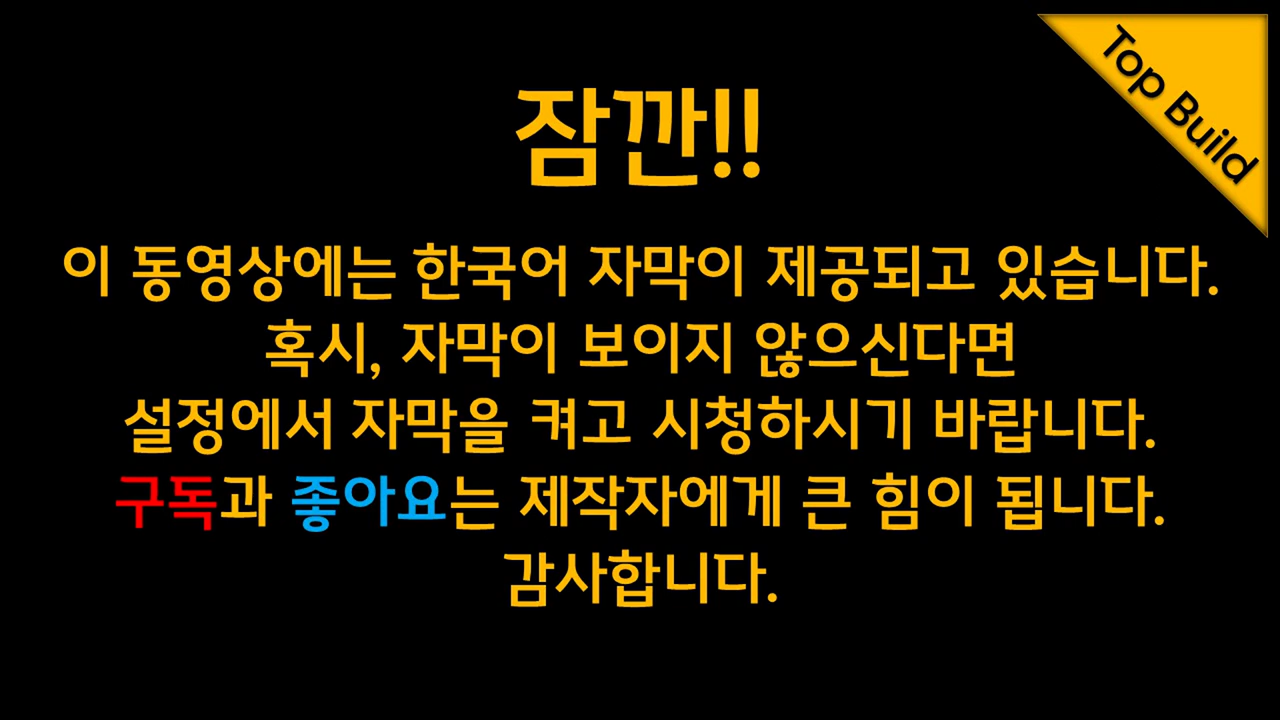 Top Build
잠깐!!
이 동영상에는 한국어 자막이 제공되고 있습니다.
혹시, 자막이 보이지 않으신다면
설정에서 자막을 켜고 시청하시기 바랍니다.
구독과 좋아요는 제작자에게 큰 힘이 됩니다.
감사합니다.